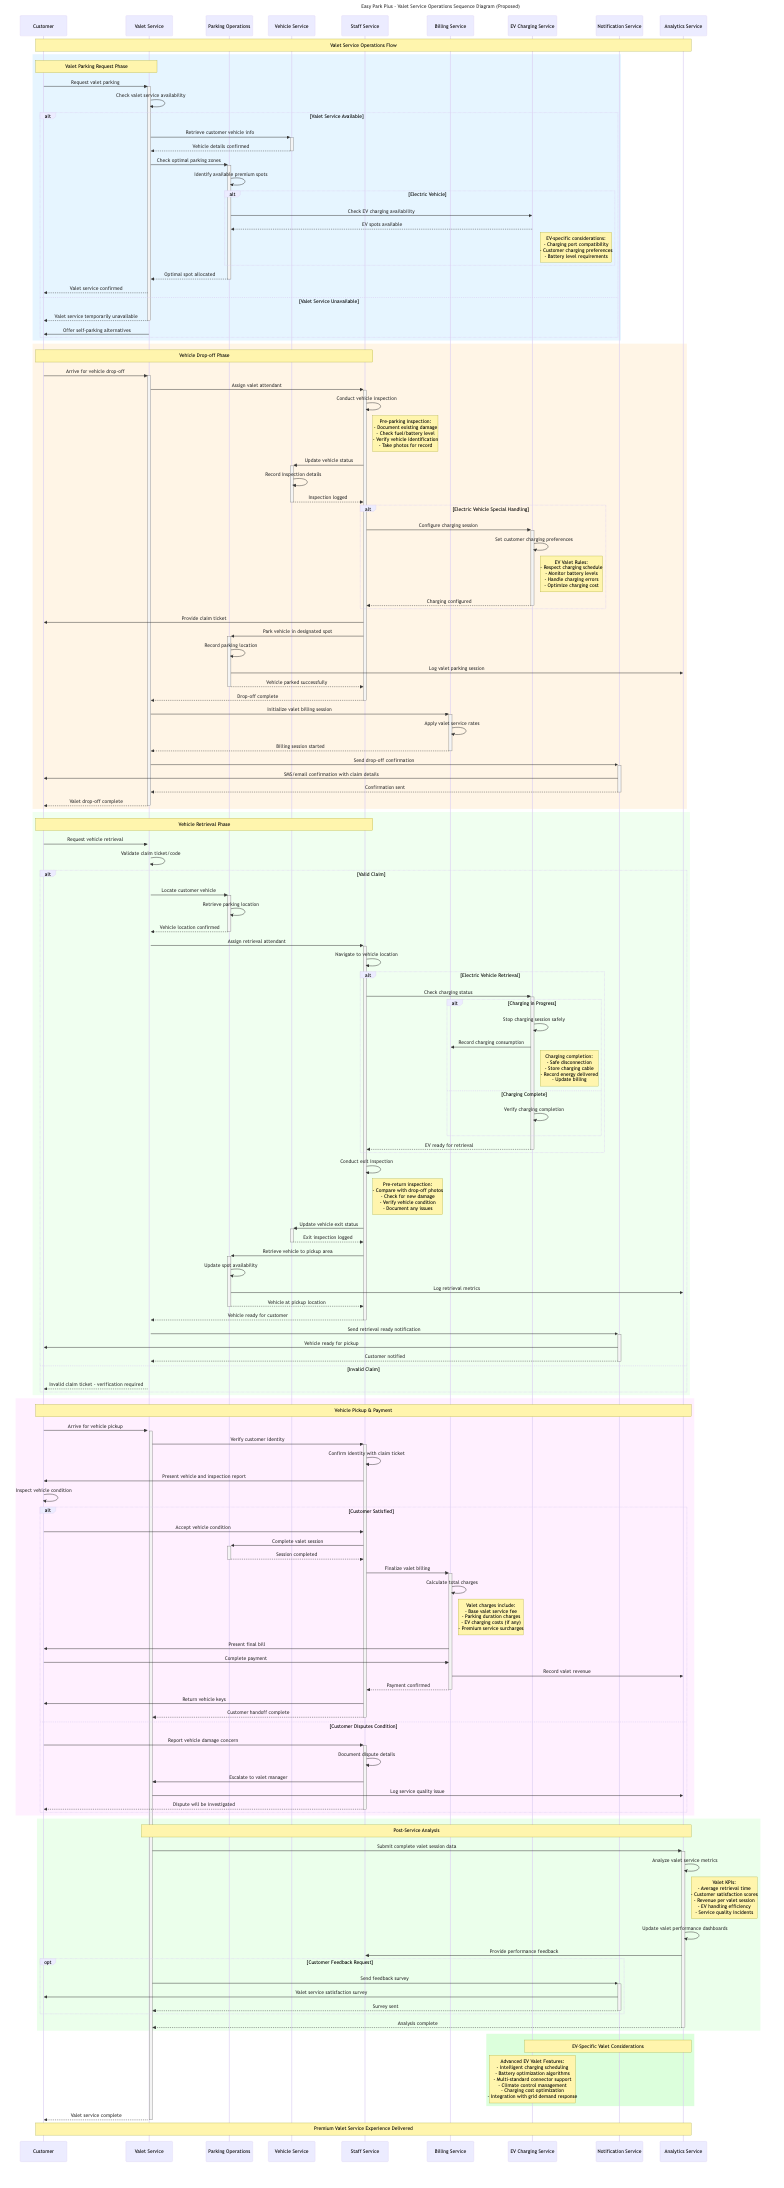 Easy Park Plus - Valet Service Operations Sequence Diagram (Proposed)
Customer
Valet Service
Parking Operations
Vehicle Service
Staff Service
Billing Service
EV Charging Service
Notification Service
Analytics Service
Valet Service Operations Flow
Valet Parking Request Phase
Request valet parking
Check valet service availability
alt
[Valet Service Available]
Retrieve customer vehicle info
Vehicle details confirmed
Check optimal parking zones
Identify available premium spots
alt
[Electric Vehicle]
Check EV charging availability
EV spots available
EV-specific considerations:
- Charging port compatibility
- Customer charging preferences
- Battery level requirements
Optimal spot allocated
Valet service confirmed
[Valet Service Unavailable]
Valet service temporarily unavailable
Offer self-parking alternatives
Vehicle Drop-off Phase
Arrive for vehicle drop-off
Assign valet attendant
Conduct vehicle inspection
Pre-parking inspection:
- Document existing damage
- Check fuel/battery level
- Verify vehicle identification
- Take photos for record
Update vehicle status
Record inspection details
Inspection logged
alt
[Electric Vehicle Special Handling]
Configure charging session
Set customer charging preferences
EV Valet Rules:
- Respect charging schedule
- Monitor battery levels
- Handle charging errors
- Optimize charging cost
Charging configured
Provide claim ticket
Park vehicle in designated spot
Record parking location
Log valet parking session
Vehicle parked successfully
Drop-off complete
Initialize valet billing session
Apply valet service rates
Billing session started
Send drop-off confirmation
SMS/email confirmation with claim details
Confirmation sent
Valet drop-off complete
Vehicle Retrieval Phase
Request vehicle retrieval
Validate claim ticket/code
alt
[Valid Claim]
Locate customer vehicle
Retrieve parking location
Vehicle location confirmed
Assign retrieval attendant
Navigate to vehicle location
alt
[Electric Vehicle Retrieval]
Check charging status
alt
[Charging in Progress]
Stop charging session safely
Record charging consumption
Charging completion:
- Safe disconnection
- Store charging cable
- Record energy delivered
- Update billing
[Charging Complete]
Verify charging completion
EV ready for retrieval
Conduct exit inspection
Pre-return inspection:
- Compare with drop-off photos
- Check for new damage
- Verify vehicle condition
- Document any issues
Update vehicle exit status
Exit inspection logged
Retrieve vehicle to pickup area
Update spot availability
Log retrieval metrics
Vehicle at pickup location
Vehicle ready for customer
Send retrieval ready notification
Vehicle ready for pickup
Customer notified
[Invalid Claim]
Invalid claim ticket - verification required
Vehicle Pickup & Payment
Arrive for vehicle pickup
Verify customer identity
Confirm identity with claim ticket
Present vehicle and inspection report
Inspect vehicle condition
alt
[Customer Satisfied]
Accept vehicle condition
Complete valet session
Session completed
Finalize valet billing
Calculate total charges
Valet charges include:
- Base valet service fee
- Parking duration charges
- EV charging costs (if any)
- Premium service surcharges
Present final bill
Complete payment
Record valet revenue
Payment confirmed
Return vehicle keys
Customer handoff complete
[Customer Disputes Condition]
Report vehicle damage concern
Document dispute details
Escalate to valet manager
Log service quality issue
Dispute will be investigated
Post-Service Analysis
Submit complete valet session data
Analyze valet service metrics
Valet KPIs:
- Average retrieval time
- Customer satisfaction scores
- Revenue per valet session
- EV handling efficiency
- Service quality incidents
Update valet performance dashboards
Provide performance feedback
opt
[Customer Feedback Request]
Send feedback survey
Valet service satisfaction survey
Survey sent
Analysis complete
EV-Specific Valet Considerations
Advanced EV Valet Features:
- Intelligent charging scheduling
- Battery optimization algorithms
- Multi-standard connector support
- Climate control management
- Charging cost optimization
- Integration with grid demand response
Valet service complete
Premium Valet Service Experience Delivered
Customer
Valet Service
Parking Operations
Vehicle Service
Staff Service
Billing Service
EV Charging Service
Notification Service
Analytics Service